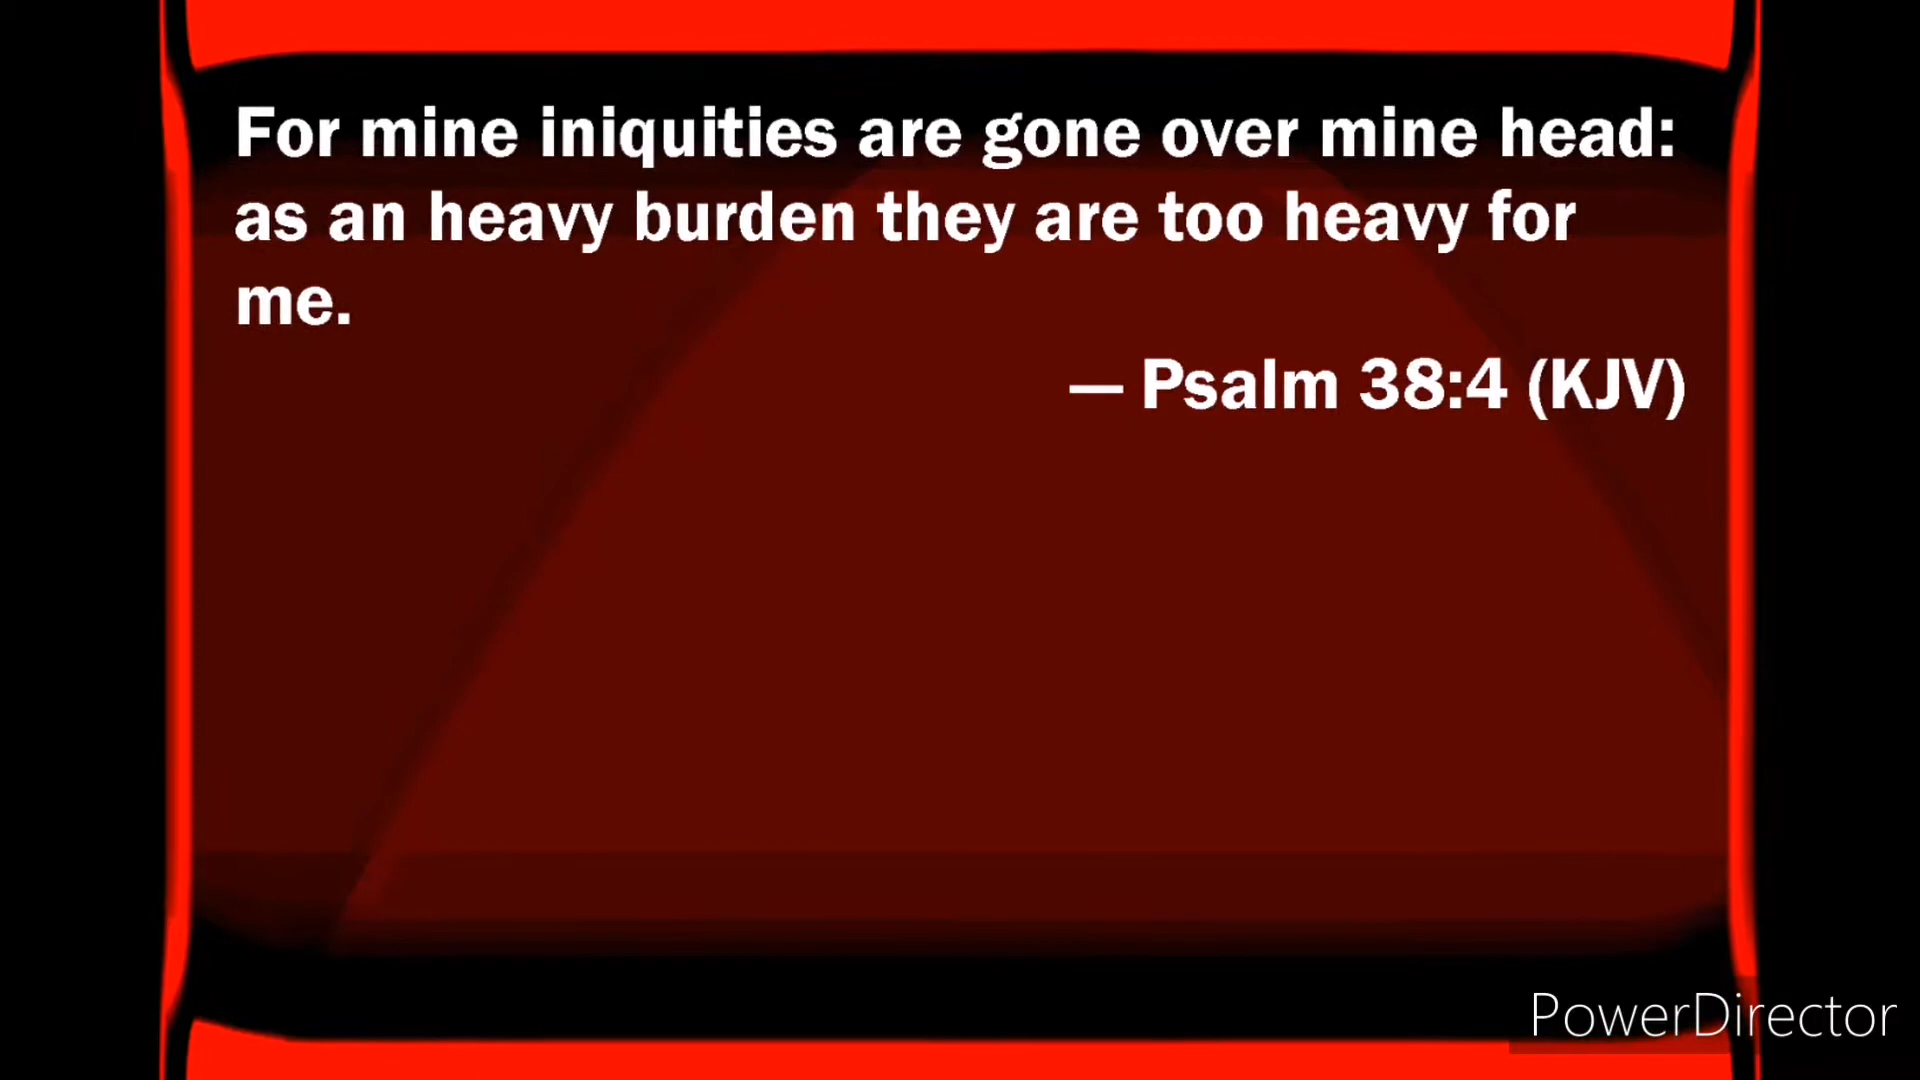 For mine iniquities are gone over mine head:
as an heavy burden they are too heavy for
me.
— Psalm 38:4 (KJV)
PowerDirector